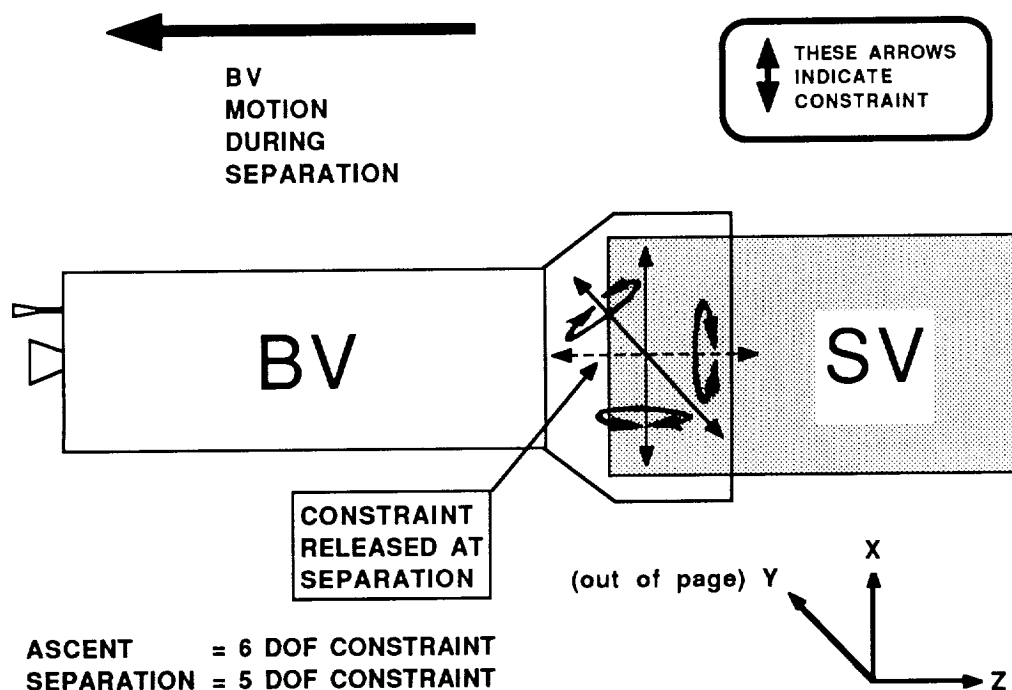 BV
MOTION
DURING
SEPARATION
THESE ARROWS
INDICATE
CONSTRAINT
BV
SV
CONSTRAINT
RELEASED AT
SEPARATION
(out of page) Y
X
Z
ASCENT = 6 DOF CONSTRAINT
SEPARATION = 5 DOF CONSTRAINT